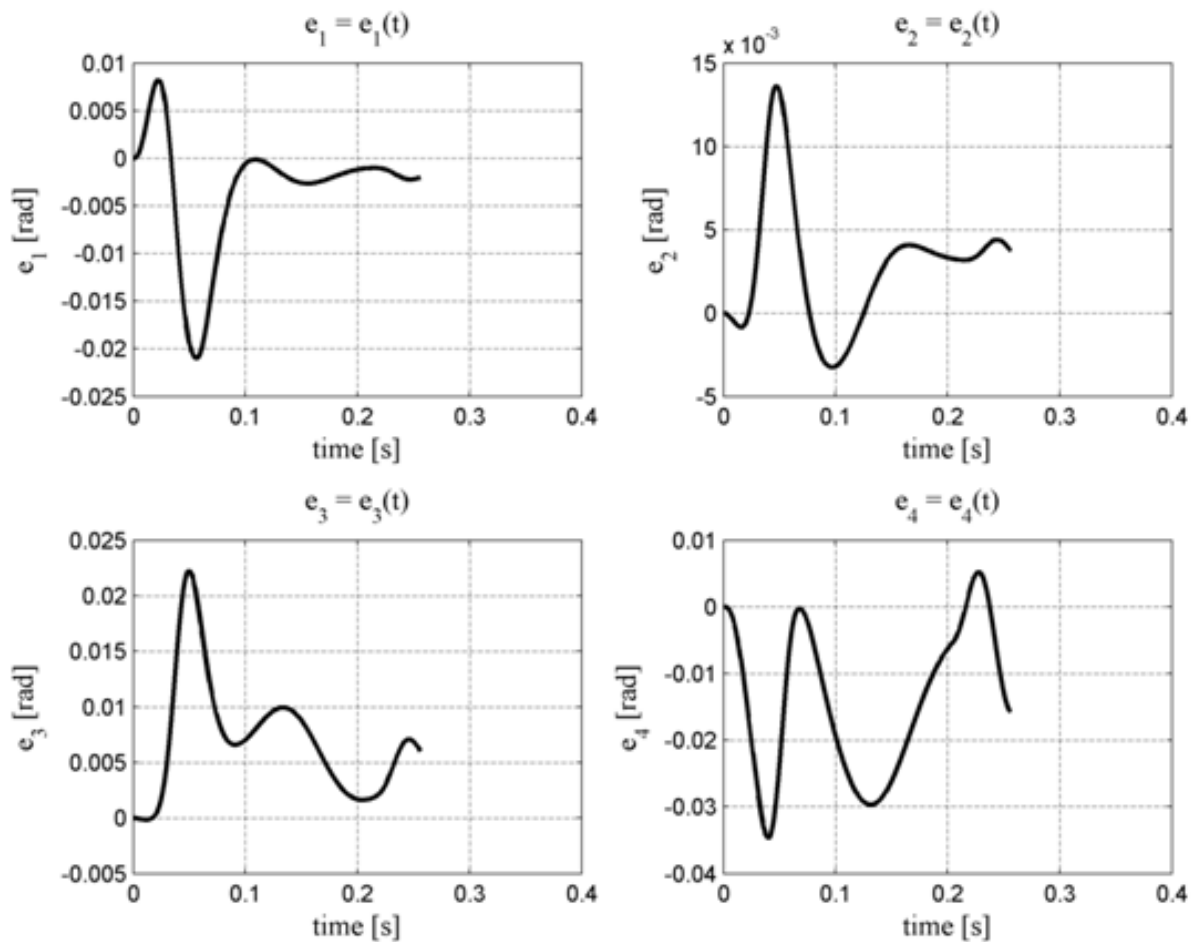 e1 = e1(t)
0.01
0.005
0
-0.005
-0.01
-0.015
-0.02
-0.025
e1 [rad]
0 0.1 0.2 0.3 0.4
time [s]
e2 = e2(t)
x 10-3
15
10
5
0
-5
e2 [rad]
0 0.1 0.2 0.3 0.4
time [s]
e3 = e3(t)
0.025
0.02
0.015
0.01
0.005
0
-0.005
e3 [rad]
0 0.1 0.2 0.3 0.4
time [s]
e4 = e4(t)
0.01
0
-0.01
-0.02
-0.03
-0.04
e4 [rad]
0 0.1 0.2 0.3 0.4
time [s]